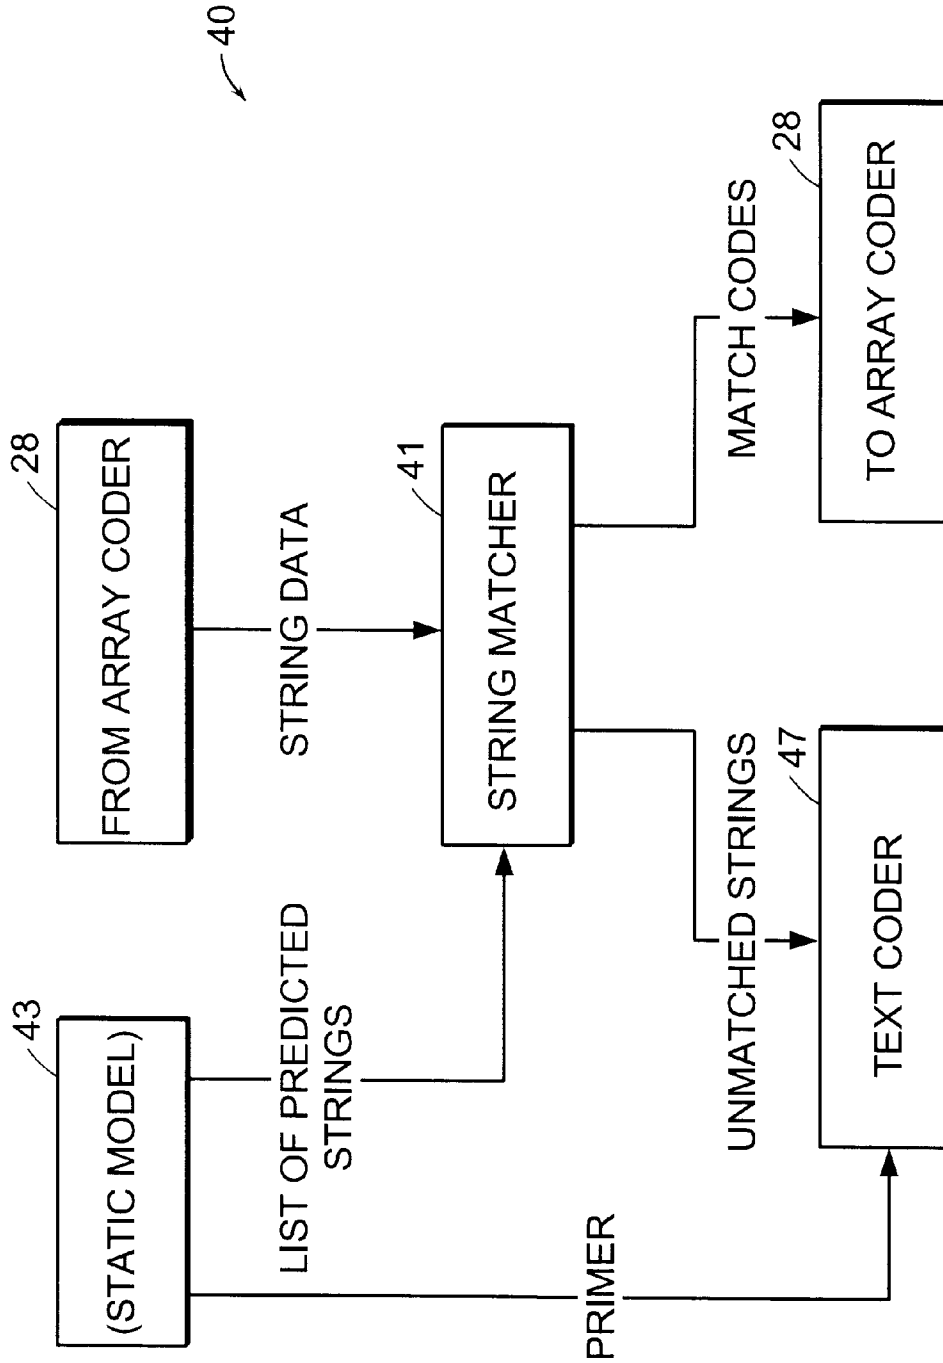 40
43
(STATIC MODEL)
28
FROM ARRAY CODER
LIST OF PREDICTED
STRINGS
STRING DATA
41
STRING MATCHER
PRIMER
UNMATCHED STRINGS
MATCH CODES
47
TEXT CODER
28
TO ARRAY CODER